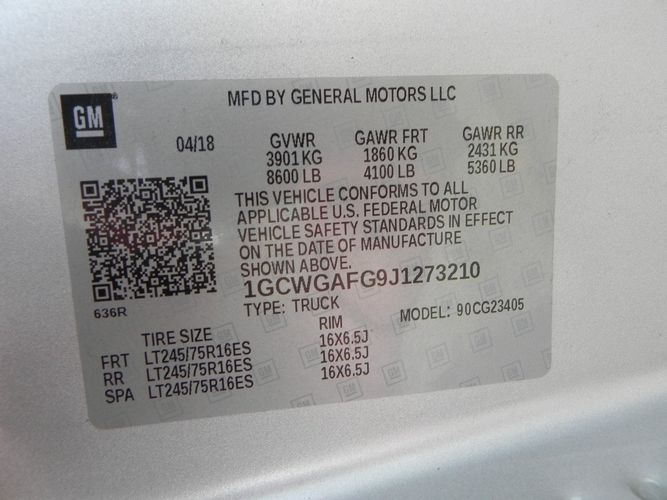 GM
MFD BY GENERAL MOTORS LLC
04/18 GVWR GAWR FRT GAWR RR
3901 KG 1860 KG 2431 KG
8600 LB 4100 LB 5360 LB
THIS VEHICLE CONFORMS TO ALL
APPLICABLE U.S. FEDERAL MOTOR
VEHICLE SAFETY STANDARDS IN EFFECT
ON THE DATE OF MANUFACTURE
SHOWN ABOVE.
1GCWGAFG9J1273210
636R TYPE: TRUCK MODEL: 90CG23405
TIRE SIZE RIM
FRT LT245/75R16ES 16X6.5J
RR LT245/75R16ES 16X6.5J
SPA LT245/75R16ES 16X6.5J